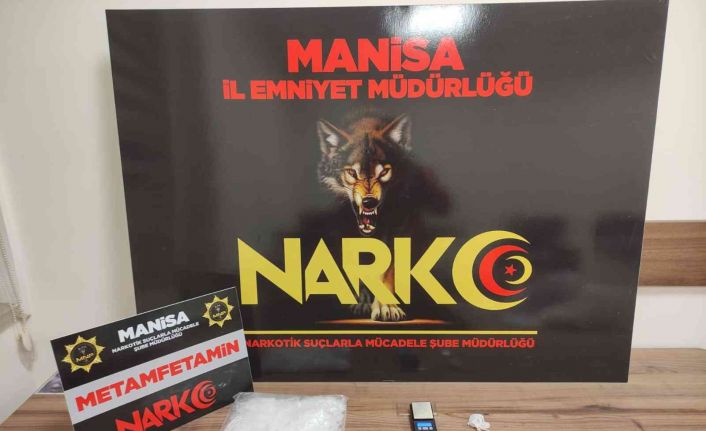 MANİSA
İL EMNİYET MÜDÜRLÜĞÜ
NARKO
NARKOTİK SUÇLARLA MÜCADELE ŞUBE MÜDÜRLÜĞÜ
MANİSA
NARKOTİK SUÇLARLA MÜCADELE
ŞUBE MÜDÜRLÜĞÜ
METAMFETAMİN
NARKO